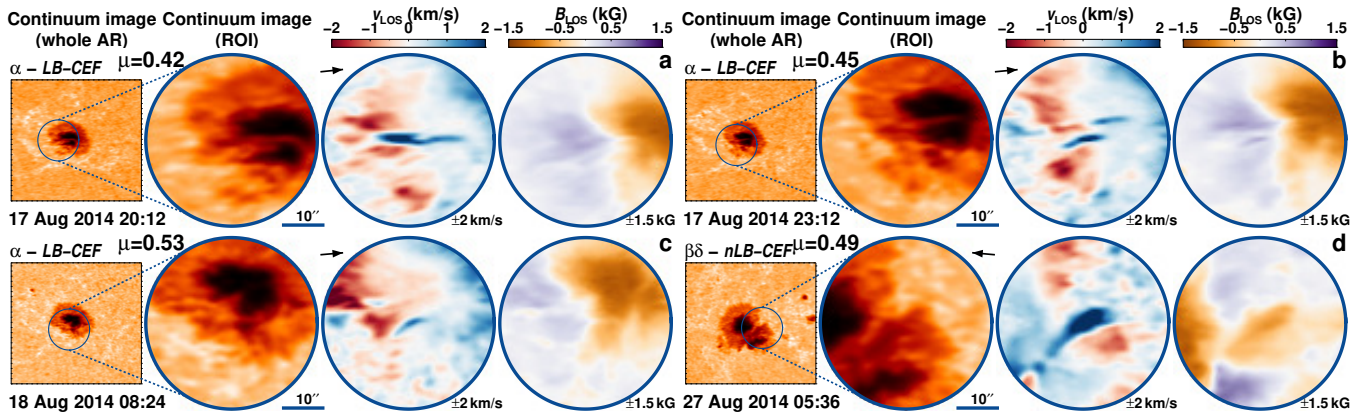 Continuum image Continuum image v_LOS (km/s) B_LOS (kG) Continuum image Continuum image v_LOS (km/s) B_LOS (kG)
(whole AR) (ROI) −2 −1 0 1 2 −1.5 −0.5 0.5 1.5 (whole AR) (ROI) −2 −1 0 1 2 −1.5 −0.5 0.5 1.5
α − LB−CEF μ=0.42 a α − LB−CEF μ=0.45 b
17 Aug 2014 20:12 10″ ±2 km/s ±1.5 kG 17 Aug 2014 23:12 10″ ±2 km/s ±1.5 kG
α − LB−CEF μ=0.53 c βδ − nLB−CEF μ=0.49 d
18 Aug 2014 08:24 10″ ±2 km/s ±1.5 kG 27 Aug 2014 05:36 10″ ±2 km/s ±1.5 kG